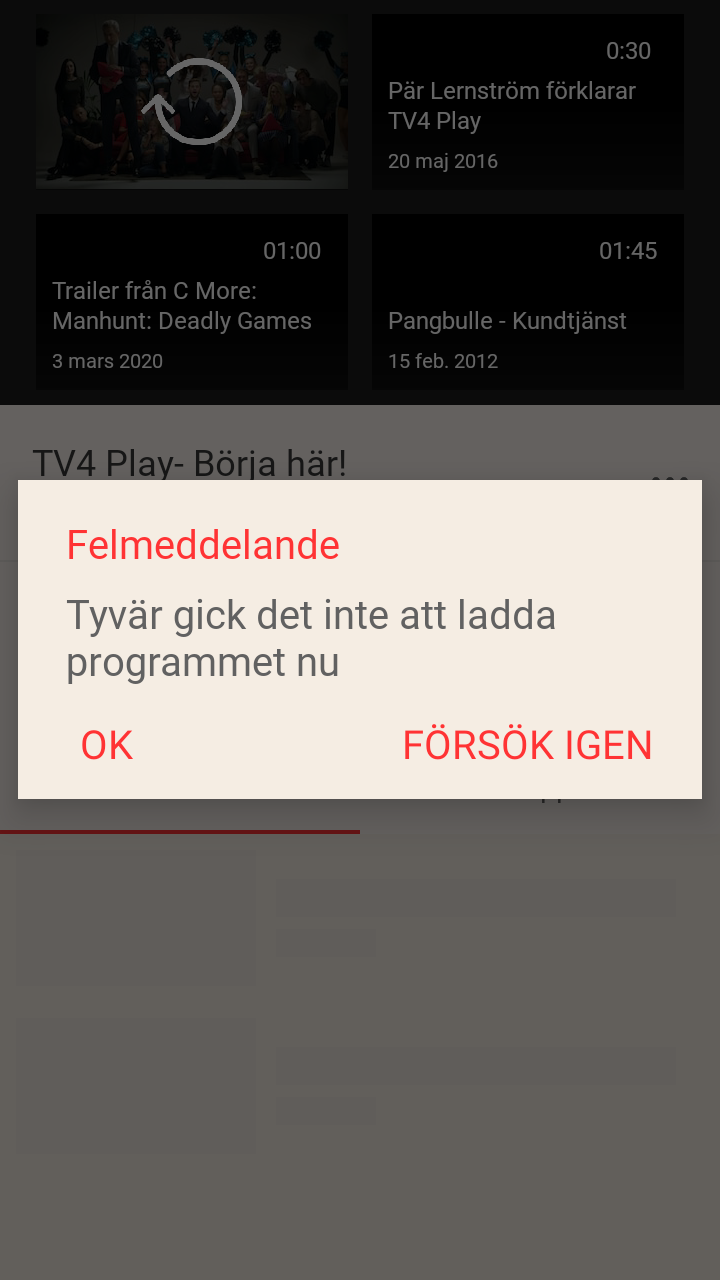 0:30
Pär Lernström förklarar
TV4 Play
20 maj 2016
01:00
Trailer från C More:
Manhunt: Deadly Games
3 mars 2020
01:45
Pangbulle - Kundtjänst
15 feb. 2012
TV4 Play- Börja här!
Felmeddelande
Tyvär gick det inte att ladda
programmet nu
OK
FÖRSÖK IGEN